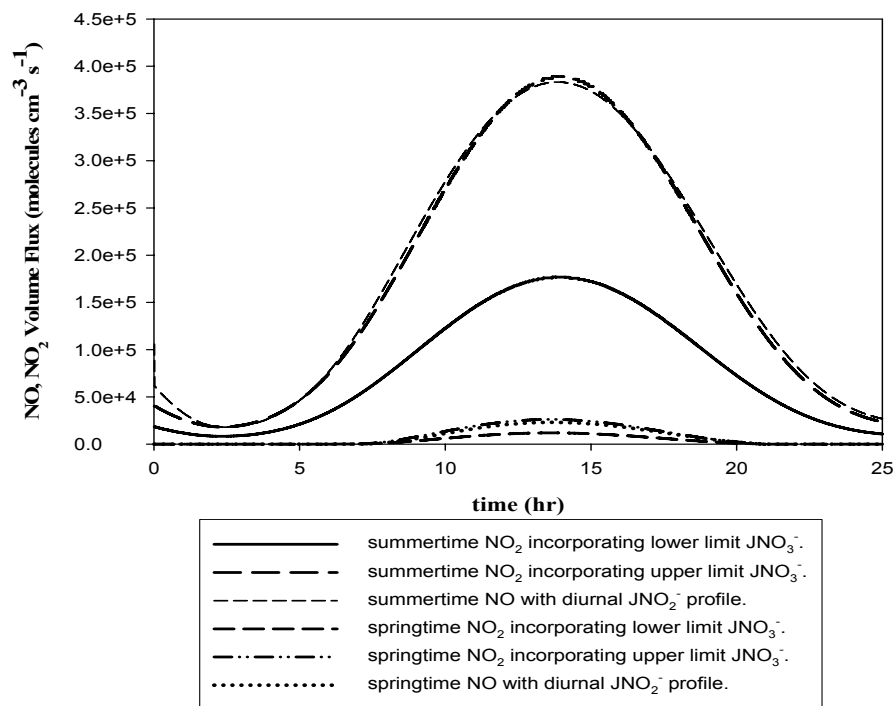 NO, NO₂ Volume Flux (molecules cm⁻³ s⁻¹)
4.5e+5
4.0e+5
3.5e+5
3.0e+5
2.5e+5
2.0e+5
1.5e+5
1.0e+5
5.0e+4
0.0
0 5 10 15 20 25
time (hr)
summertime NO₂ incorporating lower limit JNO₃⁻.
summertime NO₂ incorporating upper limit JNO₃⁻.
summertime NO with diurnal JNO₂⁻ profile.
springtime NO₂ incorporating lower limit JNO₃⁻.
springtime NO₂ incorporating upper limit JNO₃⁻.
springtime NO with diurnal JNO₂⁻ profile.